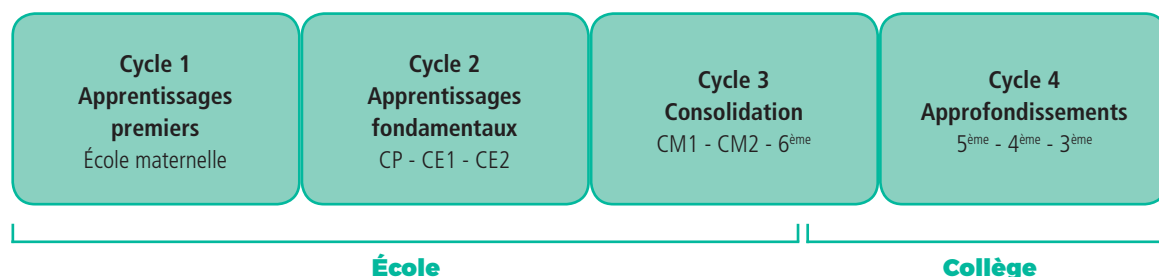 Cycle 1
Apprentissages
premiers
École maternelle
Cycle 2
Apprentissages
fondamentaux
CP - CE1 - CE2
Cycle 3
Consolidation
CM1 - CM2 - 6ème
Cycle 4
Approfondissements
5ème - 4ème - 3ème
École
Collège